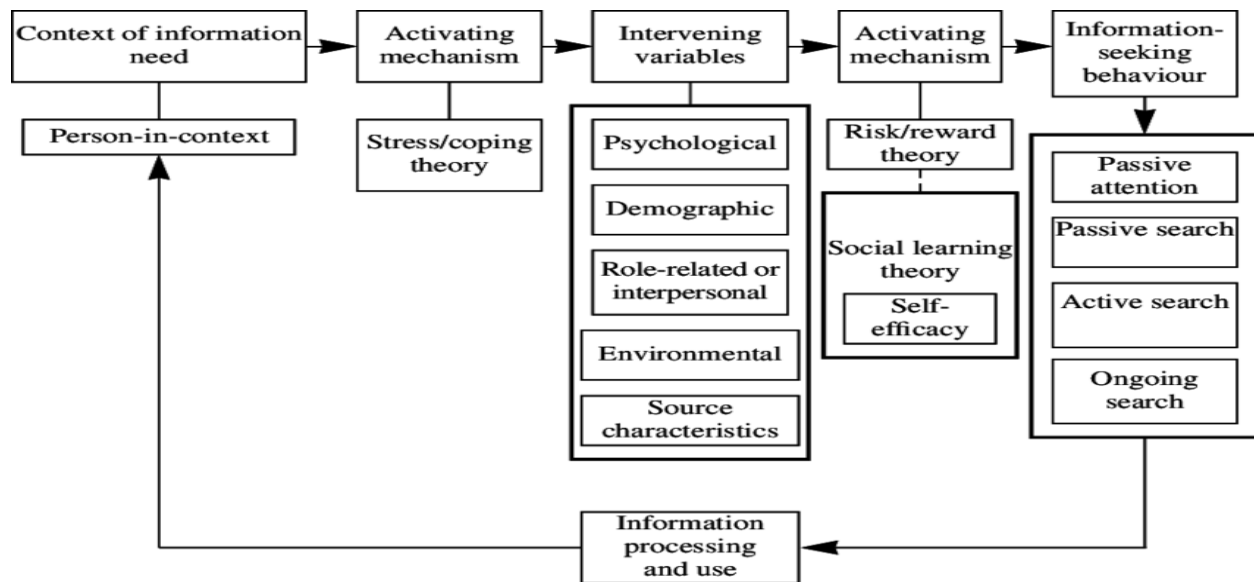 Context of information
need
Activating
mechanism
Intervening
variables
Activating
mechanism
Information-
seeking
behaviour
Person-in-context
Stress/coping
theory
Psychological
Demographic
Role-related or
interpersonal
Environmental
Source
characteristics
Risk/reward
theory
Social learning
theory
Self-
efficacy
Passive
attention
Passive search
Active search
Ongoing
search
Information
processing
and use